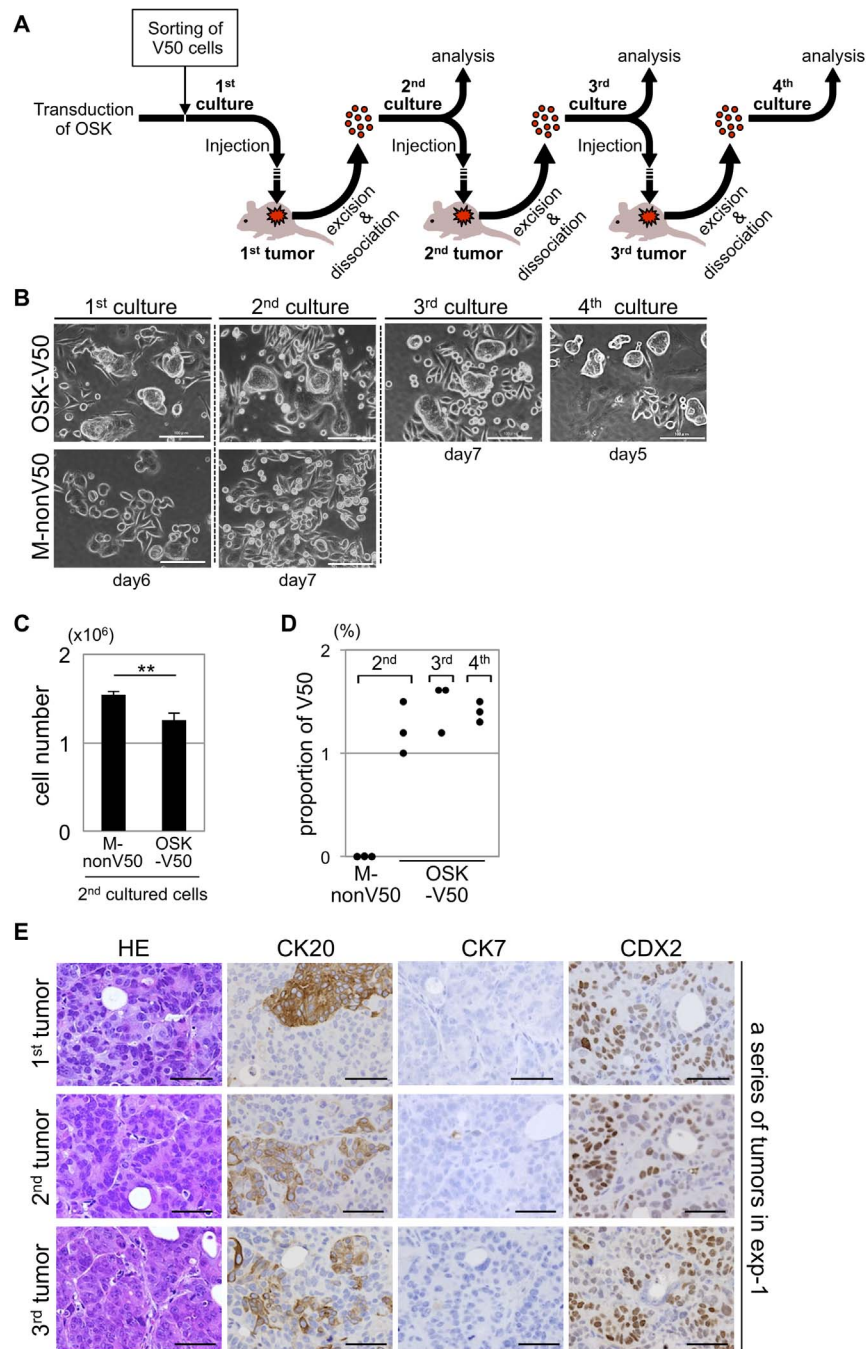 A
Sorting of
V50 cells
Transduction
of OSK
1st
culture
Injection
1st tumor
excision
&
dissociation
2nd
culture
analysis
Injection
2nd tumor
excision
&
dissociation
3rd
culture
analysis
Injection
3rd tumor
excision
&
dissociation
4th
culture
analysis
B
1st culture
2nd culture
3rd culture
4th culture
OSK-V50
M-nonV50
day7
day5
day6
day7
C
(x10⁶)
2
1
0
cell number
**
M-
nonV50
OSK
-V50
2nd cultured cells
D
(%)
2
1
0
proportion of V50
2nd
3rd
4th
M-
nonV50
OSK
-V50
E
HE
CK20
CK7
CDX2
1st tumor
2nd tumor
3rd tumor
a series of tumors in exp-1